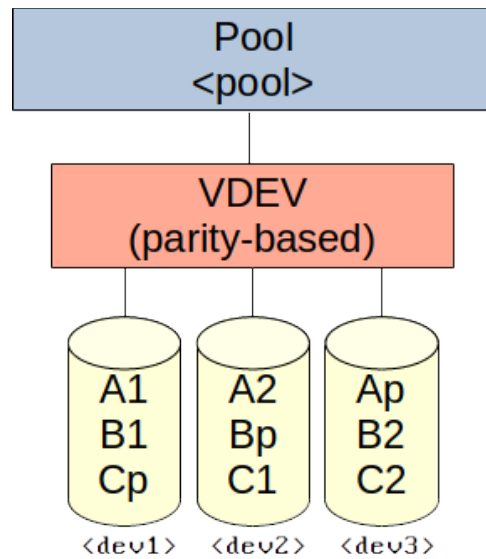 Pool
<pool>
VDEV
(parity-based)
A1 A2 Ap
B1 Bp B2
Cp C1 C2
<dev1> <dev2> <dev3>